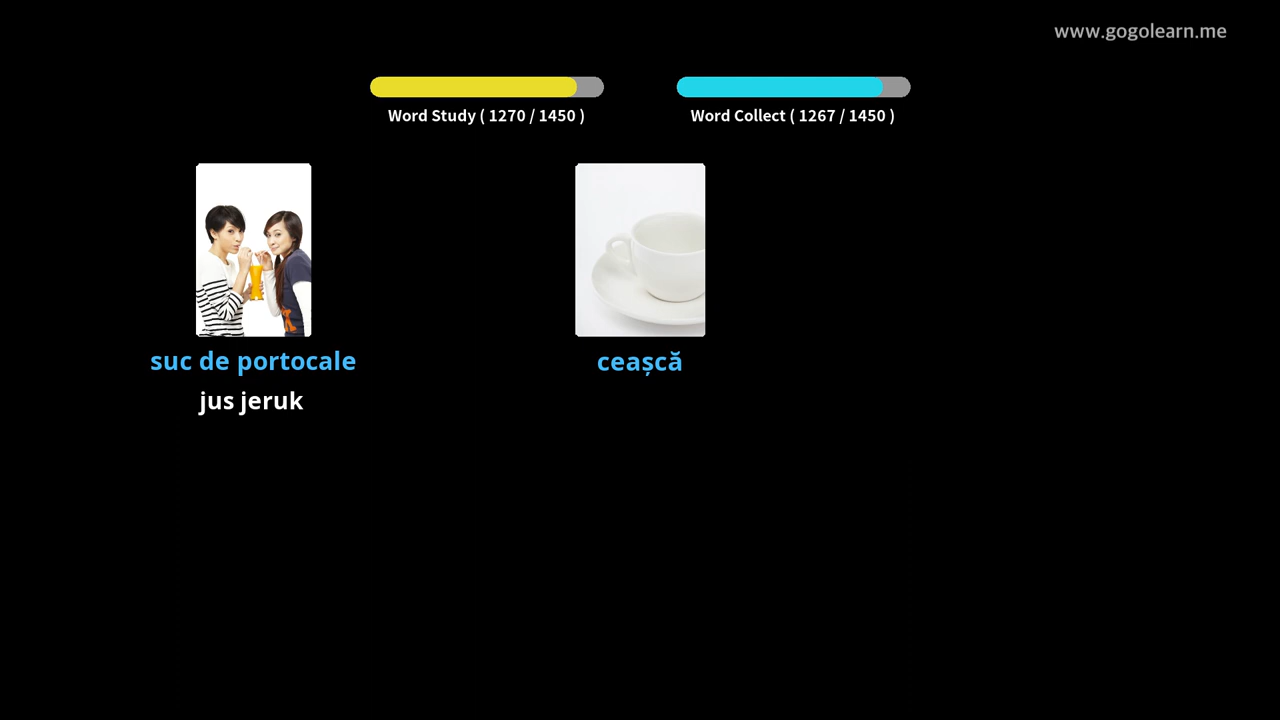 www.gogolearn.me
Word Study ( 1270 / 1450 )
Word Collect ( 1267 / 1450 )
suc de portocale
jus jeruk
ceașcă